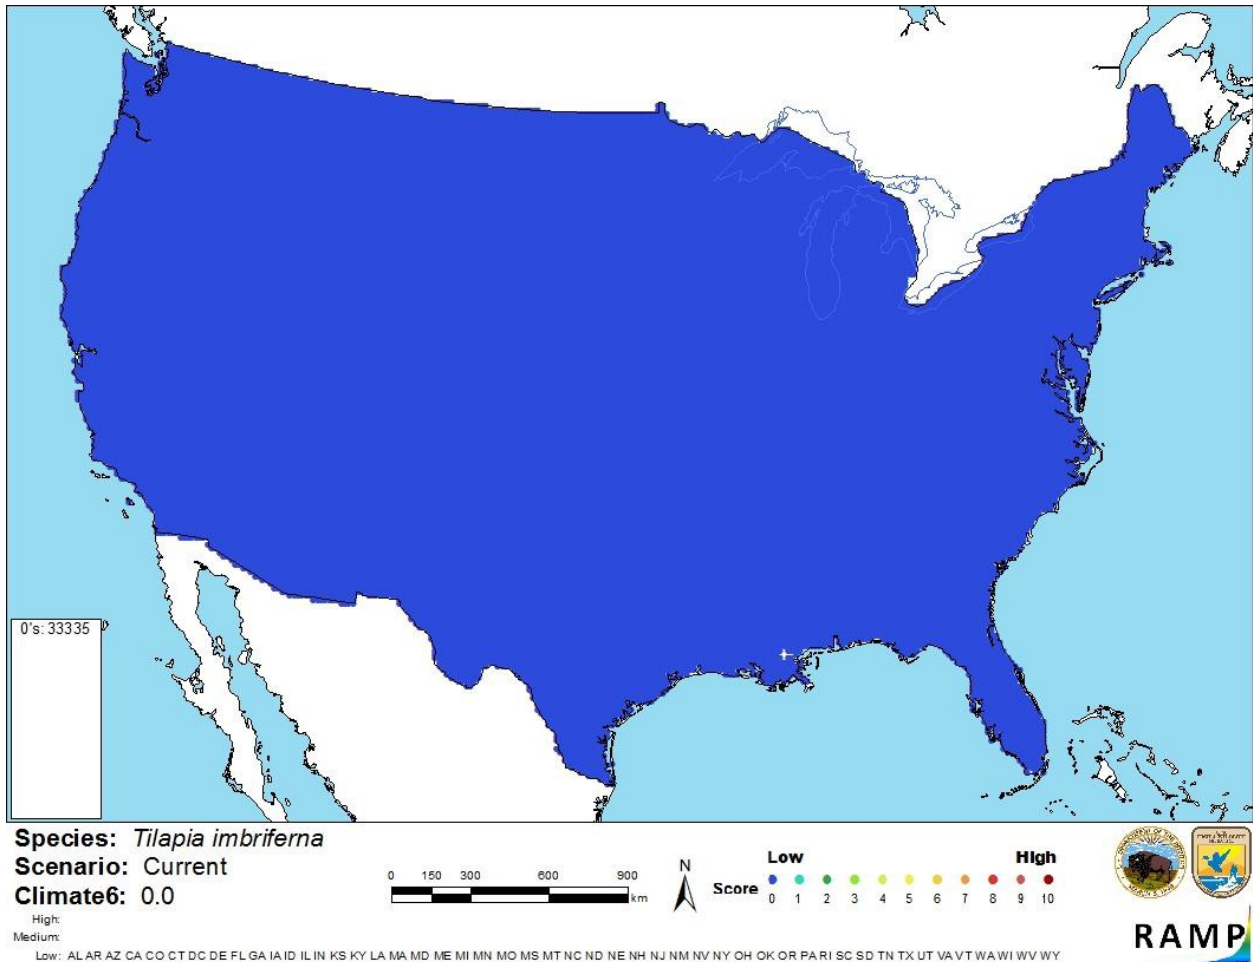 0's: 33335
Species: Tilapia imbriferna
Scenario: Current
Climate6: 0.0
High:
Medium:
Low: AL AR AZ CA CO CT DC DE FL GA IA ID IL IN KS KY LA MA MD ME MI MN MO MS MT NC ND NE NH NJ NM NV NY OH OK OR PA RI SC SD TN TX UT VA VT WA WI WV WY
0 150 300 600 900
km
N
Low High
Score 0 1 2 3 4 5 6 7 8 9 10
RAMP